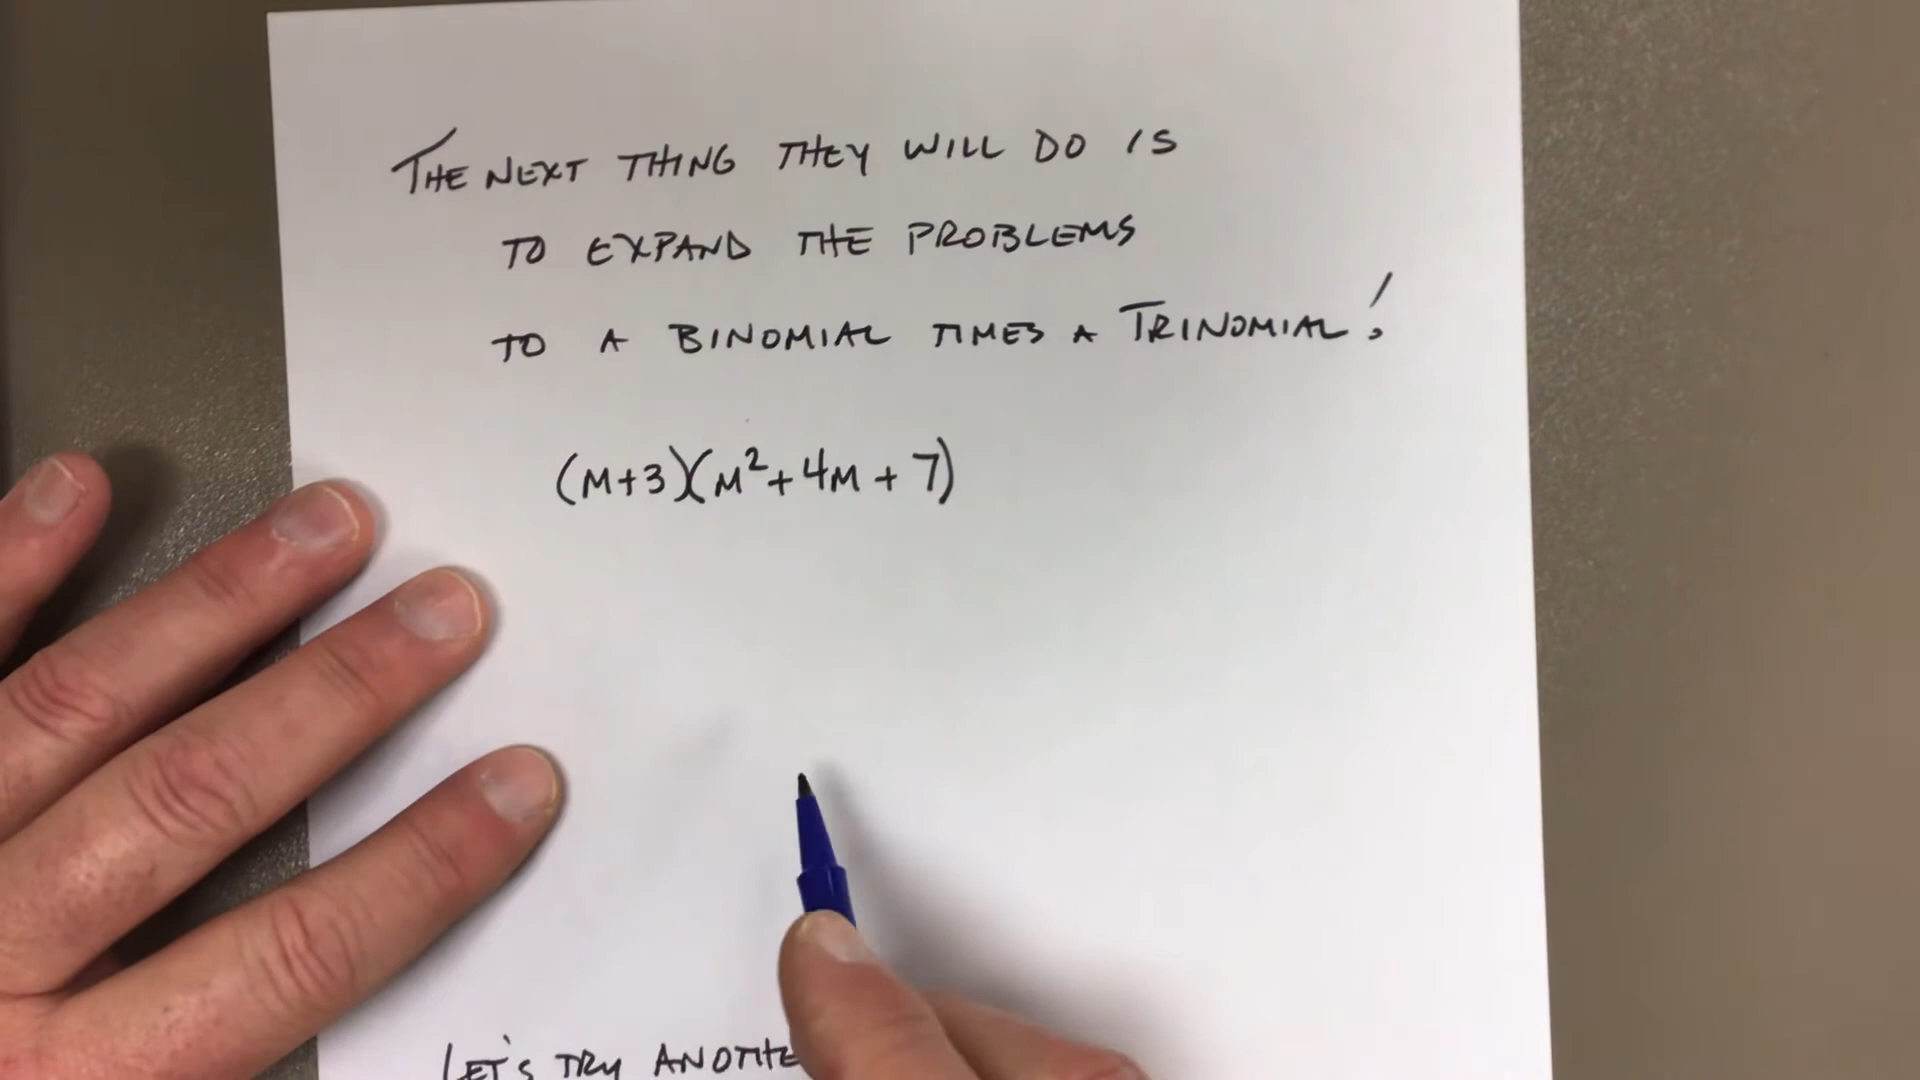 THE NEXT THING THEY WILL DO IS
TO EXPAND THE PROBLEMS
TO A BINOMIAL TIMES A TRINOMIAL!
(M+3)(M²+4M+7)
LET'S TRY